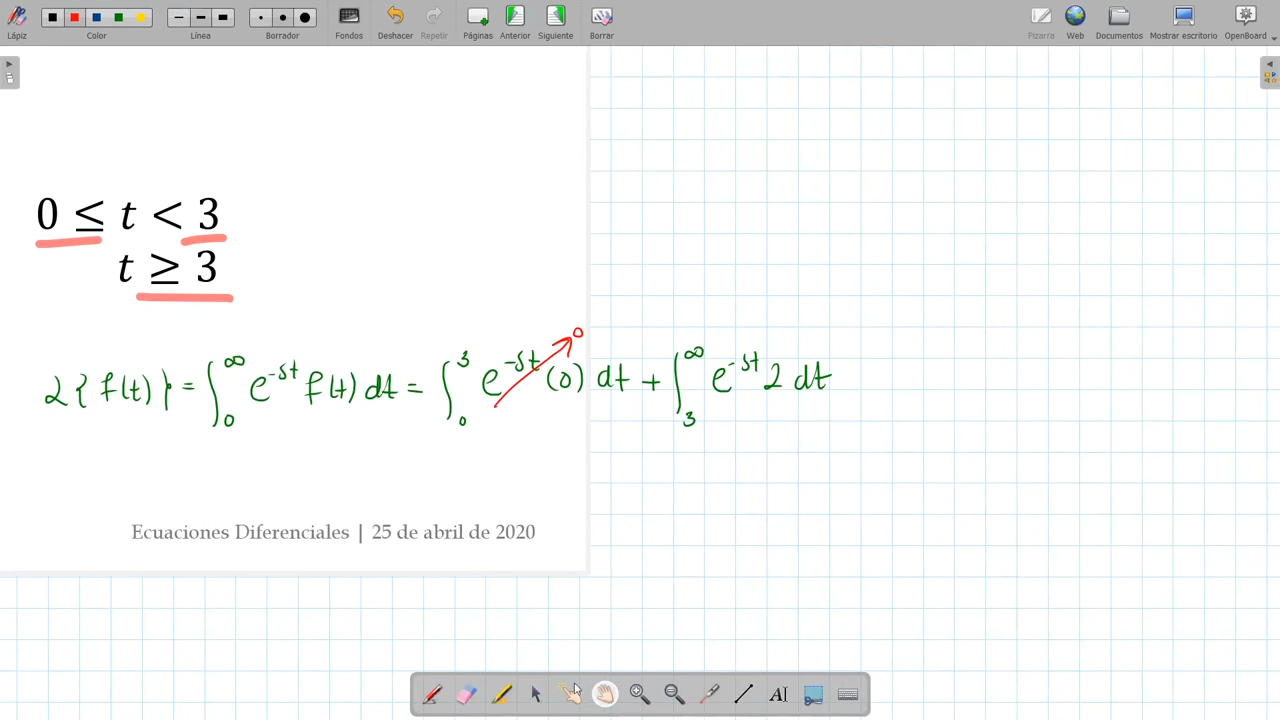 Lápiz Color Línea Borrador Fondos Deshacer Repetir Páginas Anterior Siguiente Borrar Pizarra Web Documentos Mostrar escritorio OpenBoard
0 ≤ t < 3
t ≥ 3
ℒ{f(t)} = ∫₀^∞ e^{-st} f(t) dt = ∫₀^3 e^{-st} (0) dt + ∫₃^∞ e^{-st} 2 dt
0
Ecuaciones Diferenciales | 25 de abril de 2020